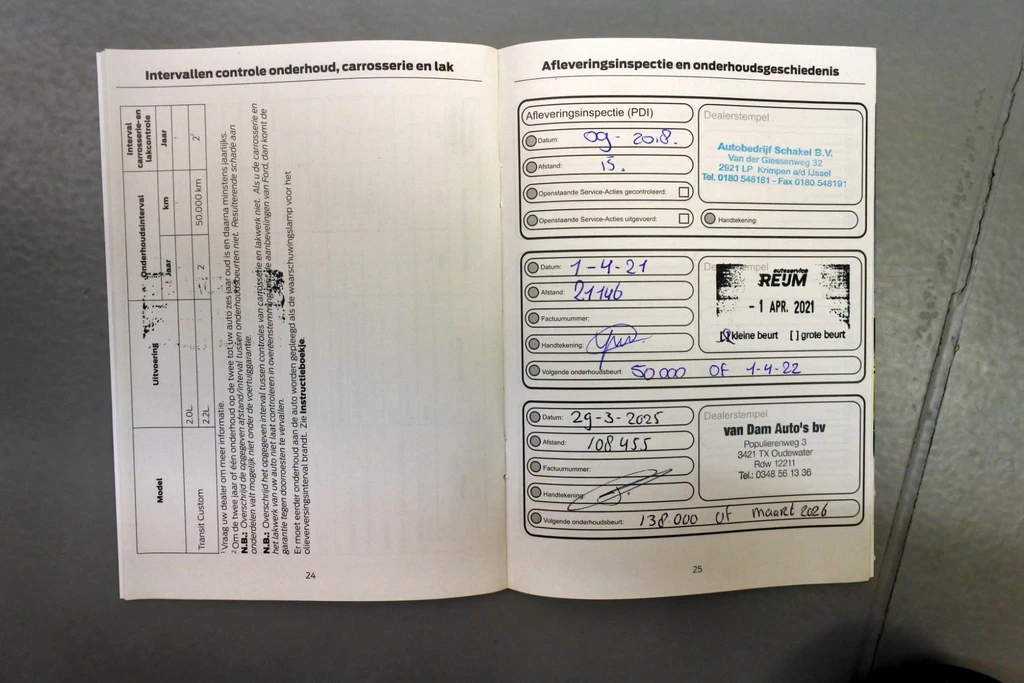 Intervallen controle onderhoud, carrosserie en lak
Model
Uitvoering
Onderhoudsinterval
Interval carrosserie-en lakcontrole
Jaar
km
Jaar
Transit Custom
2.0L
2.2L
2
50.000 km
2
¹ Vraag uw dealer om meer informatie.
² Om de twee jaar of één onderhoud op de twee tot uw auto zes jaar oud is en daarna minstens jaarlijks.
N.B.: Overschrijd de opgegeven afstand/interval tussen onderhoudsbeurten niet. Resulterende schade aan
onderdelen valt mogelijk niet onder de voertuiggarantie.
N.B.: Overschrijd het opgegeven interval tussen controles van carrosserie en lakwerk niet. Als u de carrosserie en
het lakwerk van uw auto niet laat controleren in overeenstemming met de aanbevelingen van Ford, dan komt de
garantie tegen doorroesten te vervallen.
Er moet eerder onderhoud aan de auto worden gepleegd als de waarschuwingslamp voor het
olieverversingsinterval brandt. Zie Instructieboekje.
24
Afleveringsinspectie en onderhoudsgeschiedenis
Afleveringsinspectie (PDI)
Datum: 09-2018.
Afstand: 15.
Openstaande Service-Acties gecontroleerd:
Openstaande Service-Acties uitgevoerd:
Dealerstempel
Autobedrijf Schakel B.V.
Van der Giessenweg 32
2921 LP Krimpen a/d IJssel
Tel. 0180 548181 - Fax 0180 548191
Handtekening:
Datum: 1-4-21
Afstand: 21146
Factuurnummer:
Handtekening:
Volgende onderhoudsbeurt: 50.000 OF 1-4-22
autoservice
REIJM
- 1 APR. 2021
kleine beurt [ ] grote beurt
Datum: 29-3-2025
Afstand: 108455
Factuurnummer:
Handtekening:
Volgende onderhoudsbeurt: 138.000 of maart 2026
Dealerstempel
van Dam Auto's bv
Populierenweg 3
3421 TX Oudewater
Rdw 12211
Tel.: 0348 56 13 36
25